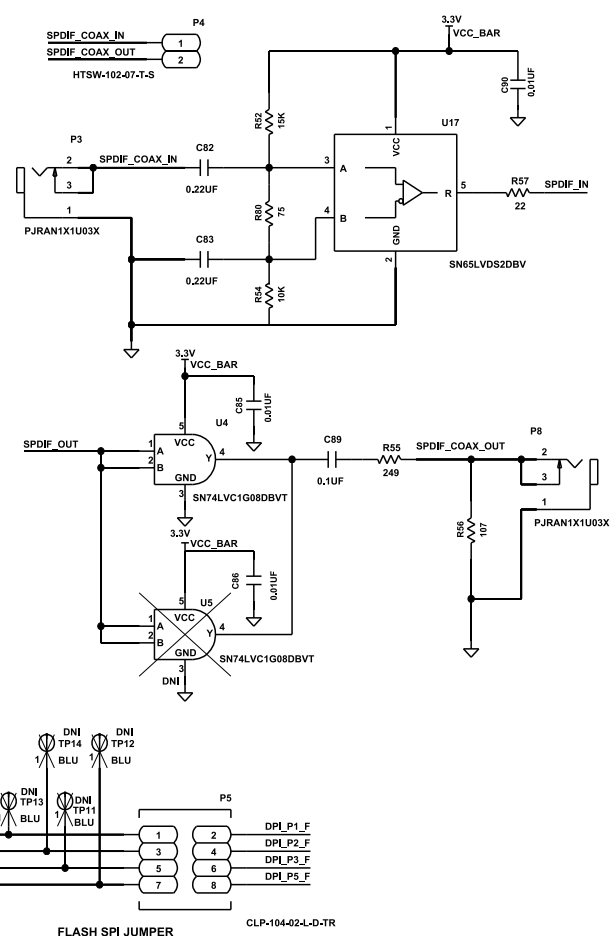 P4
SPDIF_COAX_IN
1
SPDIF_COAX_OUT
2
HTSW-102-07-T-S
3.3V
VCC_BAR
C90
0.01UF
R52
15K
U17
1
VCC
P3
2
SPDIF_COAX_IN
3
1
PJRAN1X1U03X
C82
0.22UF
3
A
R80
75
4
B
R
5
R57
22
SPDIF_IN
C83
0.22UF
GND
2
SN65LVDS2DBV
R54
10K
3.3V
VCC_BAR
C85
0.01UF
5
U4
VCC
SPDIF_OUT
1
A
2
B
Y
4
GND
3
SN74LVC1G08DBVT
C89
0.1UF
R55
249
SPDIF_COAX_OUT
P8
2
3
1
PJRAN1X1U03X
R56
107
3.3V
VCC_BAR
C86
0.01UF
5
U5
VCC
1
A
2
B
Y
4
GND
3
SN74LVC1G08DBVT
DNI
DNI
TP14
1
BLU
DNI
TP12
1
BLU
DNI
TP13
BLU
DNI
TP11
1
BLU
P5
1
2
DPI_P1_F
3
4
DPI_P2_F
5
6
DPI_P3_F
7
8
DPI_P5_F
CLP-104-02-L-D-TR
FLASH SPI JUMPER